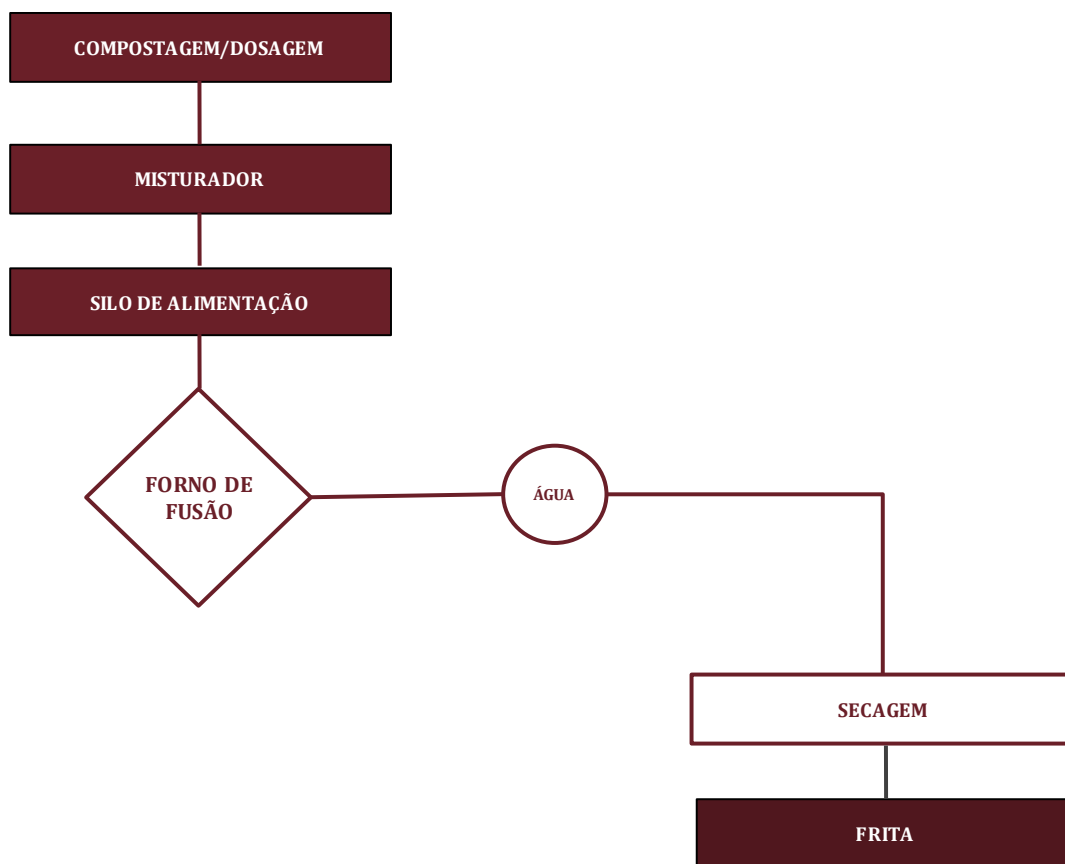 COMPOSTAGEM/DOSAGEM
MISTURADOR
SILO DE ALIMENTAÇÃO
FORNO DE
FUSÃO
ÁGUA
SECAGEM
FRITA